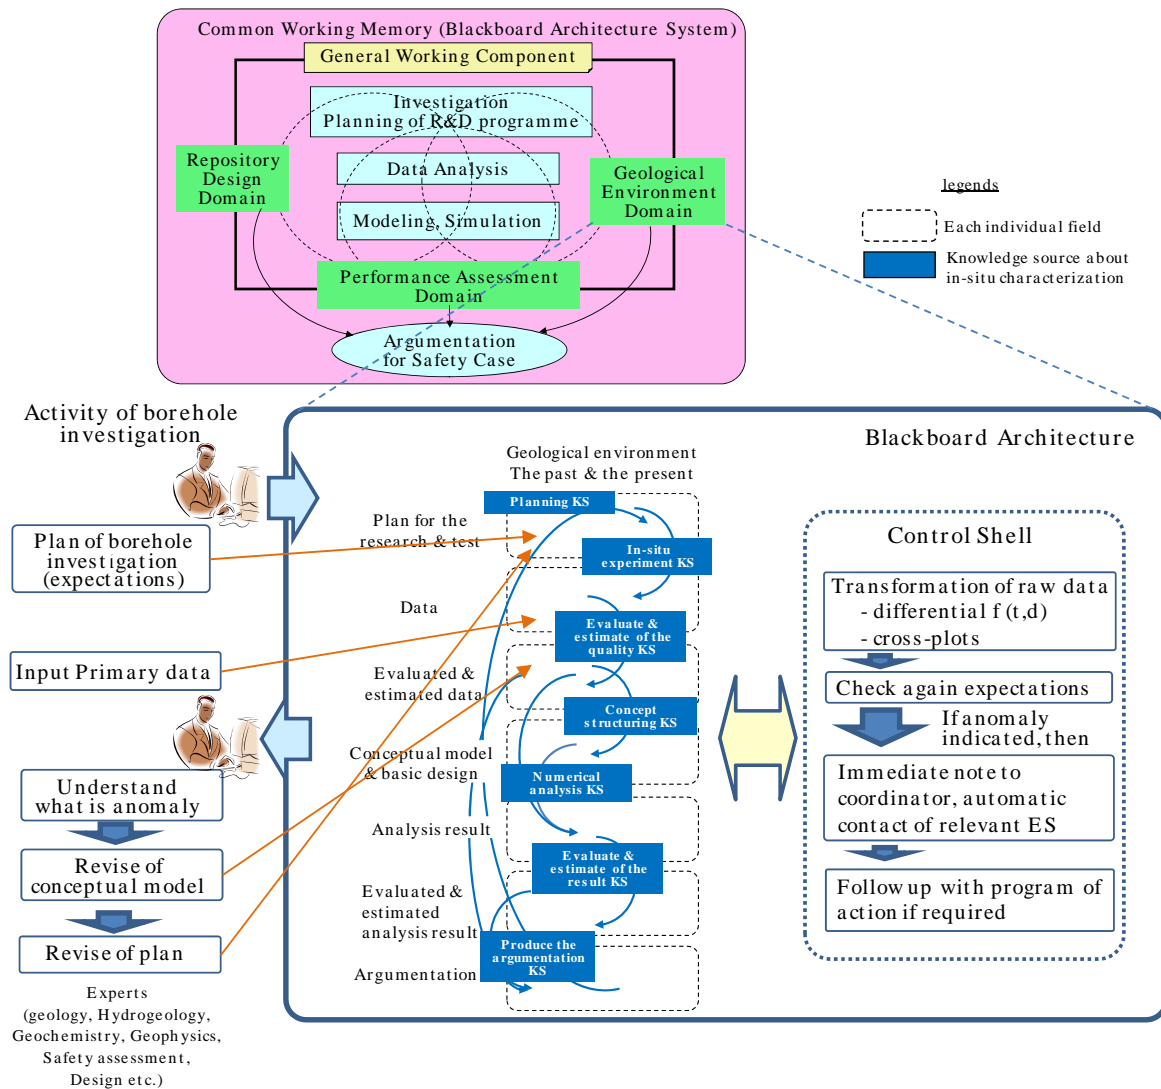 Common Working Memory (Blackboard Architecture System)
General Working Component
Investigation
Planning of R&D programme
Repository
Design
Domain
Data Analysis
Geological
Environment
Domain
Modeling, Simulation
Performance Assessment
Domain
Argumentation
for Safety Case
legends
Each individual field
Knowledge source about
in-situ characterization
Activity of borehole
investigation
Plan of borehole
investigation
(expectations)
Input Primary data
Understand
what is anomaly
Revise of
conceptual model
Revise of plan
Experts
(geology, Hydrogeology,
Geochemistry, Geophysics,
Safety assessment,
Design etc.)
Blackboard Architecture
Geological environment
The past & the present
Planning KS
Plan for the
research & test
In-situ
experiment KS
Data
Evaluate &
estimate of the
quality KS
Evaluated &
estimated data
Concept
structuring KS
Conceptual model
& basic design
Numerical
analysis KS
Analysis result
Evaluate &
estimate of the
result KS
Evaluated &
estimated
analysis result
Produce the
argumentation
KS
Argumentation
Control Shell
Transformation of raw data
- differential f (t,d)
- cross-plots
Check again expectations
If anomaly
indicated, then
Immediate note to
coordinator, automatic
contact of relevant ES
Follow up with program of
action if required